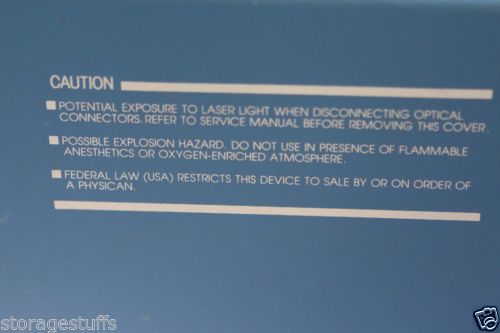 CAUTION
■ POTENTIAL EXPOSURE TO LASER LIGHT WHEN DISCONNECTING OPTICAL
CONNECTORS. REFER TO SERVICE MANUAL BEFORE REMOVING THIS COVER.
■ POSSIBLE EXPLOSION HAZARD. DO NOT USE IN PRESENCE OF FLAMMABLE
ANESTHETICS OR OXYGEN-ENRICHED ATMOSPHERE.
■ FEDERAL LAW (USA) RESTRICTS THIS DEVICE TO SALE BY OR ON ORDER OF
A PHYSICAN.
eBay storagestuffs